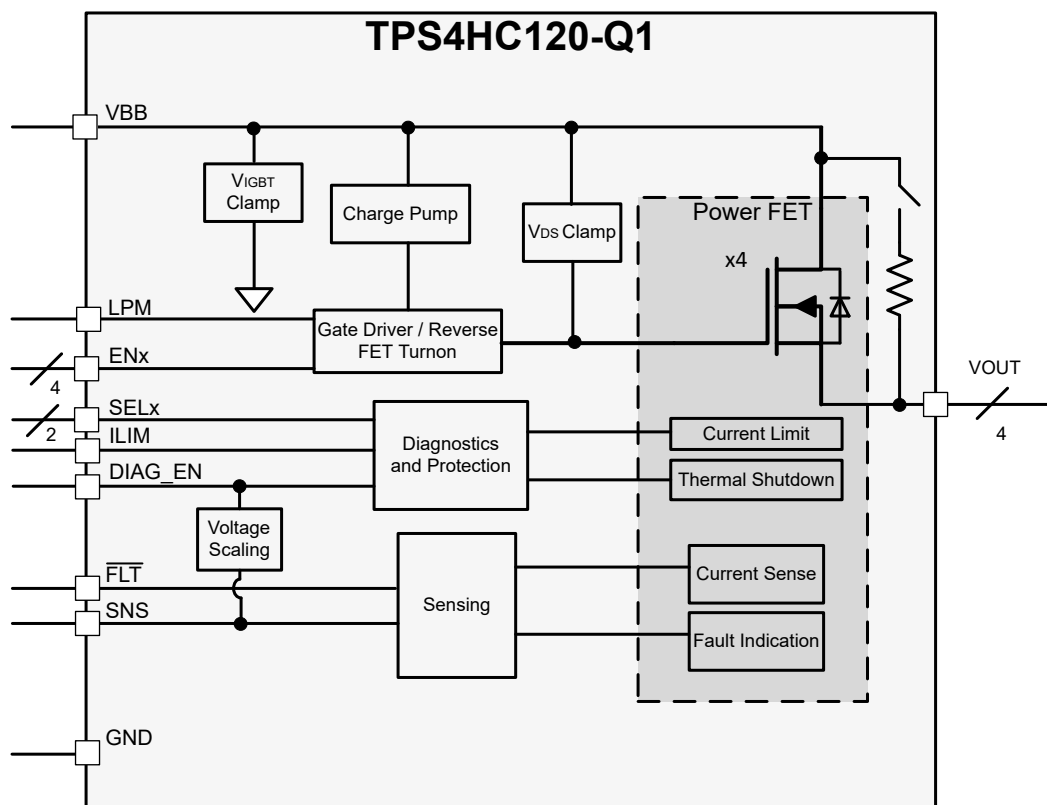 TPS4HC120-Q1
VBB
VIGBT
Clamp
Charge Pump
VDS Clamp
Power FET
x4
LPM
Gate Driver / Reverse
FET Turnon
ENx
4
VOUT
4
SELx
2
ILIM
DIAG_EN
Diagnostics
and Protection
Current Limit
Thermal Shutdown
Voltage
Scaling
FLT
SNS
Sensing
Current Sense
Fault Indication
GND